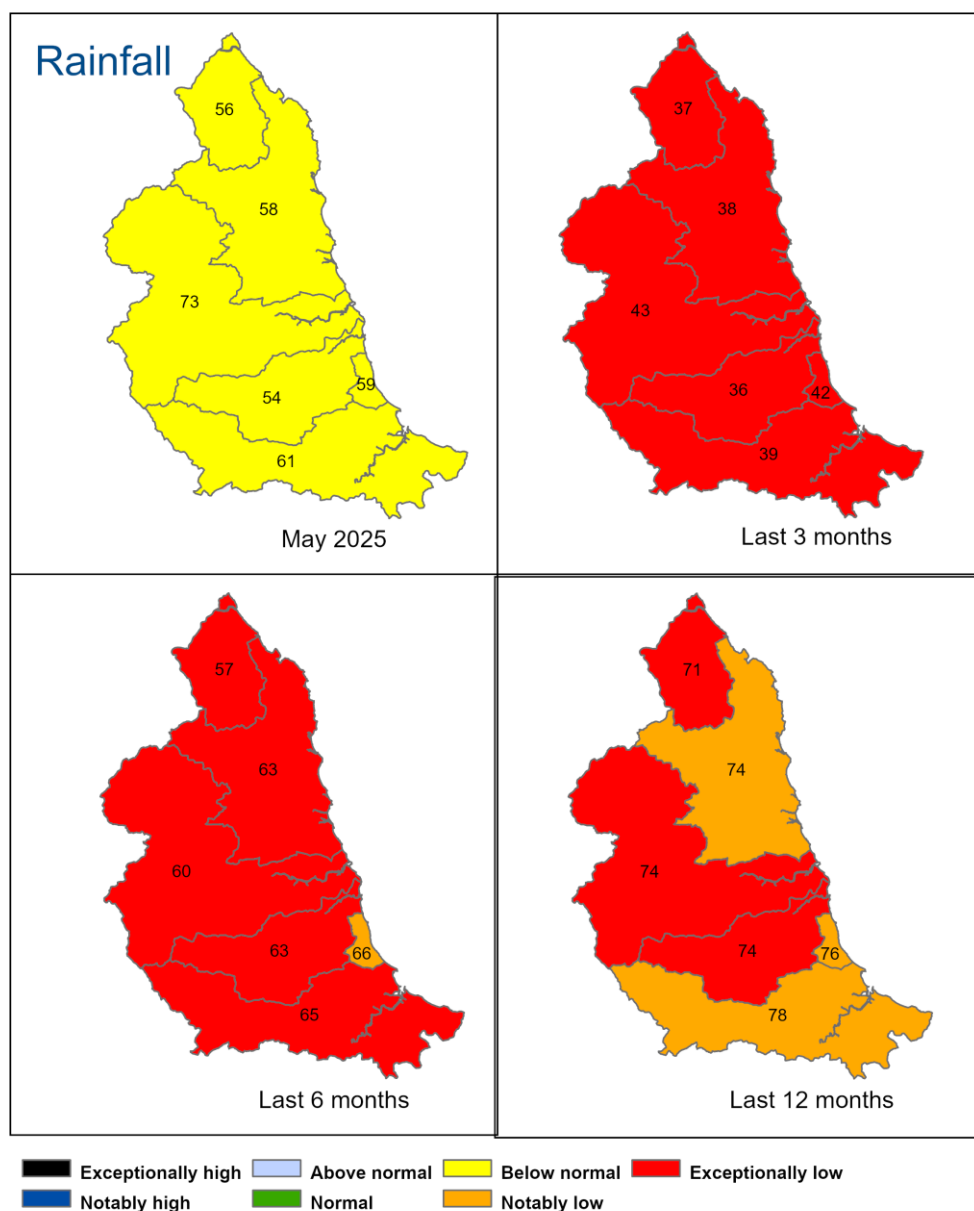 Rainfall
56
58
73
59
54
61
May 2025
37
38
43
36
42
39
Last 3 months
57
63
60
63
66
65
Last 6 months
71
74
74
74
76
78
Last 12 months
Exceptionally high
Above normal
Below normal
Exceptionally low
Notably high
Normal
Notably low